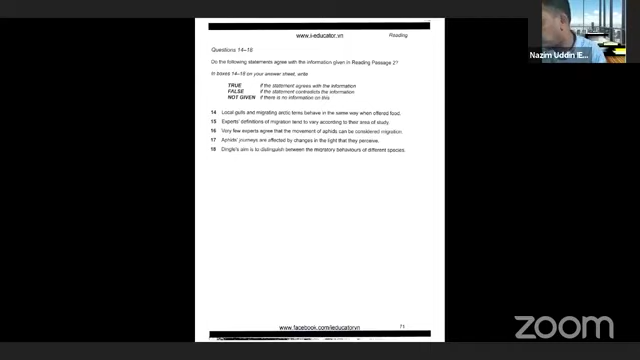 www.i-educator.vn Reading
Nazim Uddin IE...
Questions 14-18
Do the following statements agree with the information given in Reading Passage 2?
In boxes 14-18 on your answer sheet, write
TRUE if the statement agrees with the information
FALSE if the statement contradicts the information
NOT GIVEN if there is no information on this
14 Local gulls and migrating arctic terns behave in the same way when offered food.
15 Experts' definitions of migration tend to vary according to their area of study.
16 Very few experts agree that the movement of aphids can be considered migration.
17 Aphids' journeys are affected by changes in the light that they perceive.
18 Dingle's aim is to distinguish between the migratory behaviours of different species.
www.facebook.com/ieducatorvn 71
zoom